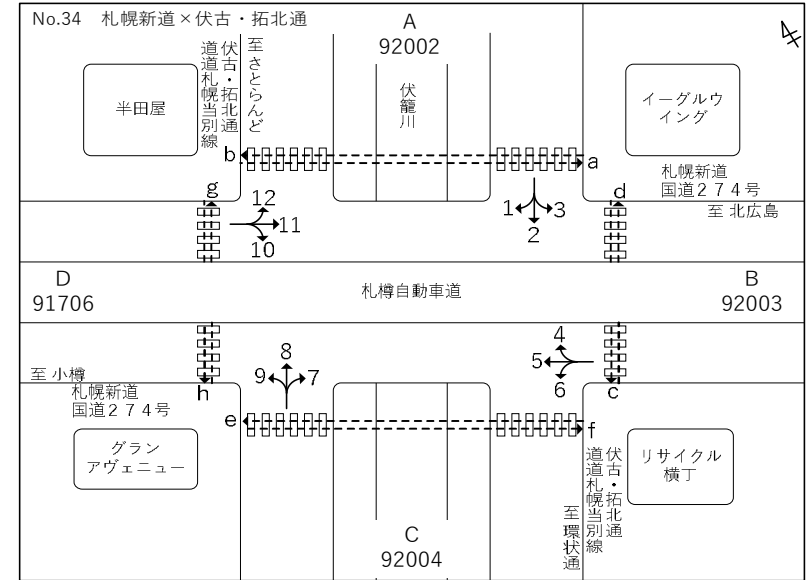 No.34 札幌新道×伏古・拓北通
A
92002
伏古・拓北通
道道札幌当別線
至 さとらんど
伏籠川
半田屋
イーグルウ
イング
札幌新道
国道274号
至 北広島
b
a
g
d
12
11
10
1
2
3
D
91706
札樽自動車道
B
92003
至 小樽
札幌新道
国道274号
h
8
9
7
4
5
6
c
e
f
グラン
アヴェニュー
リサイクル
横丁
伏古・拓北通
道道札幌当別線
至 環状通
C
92004